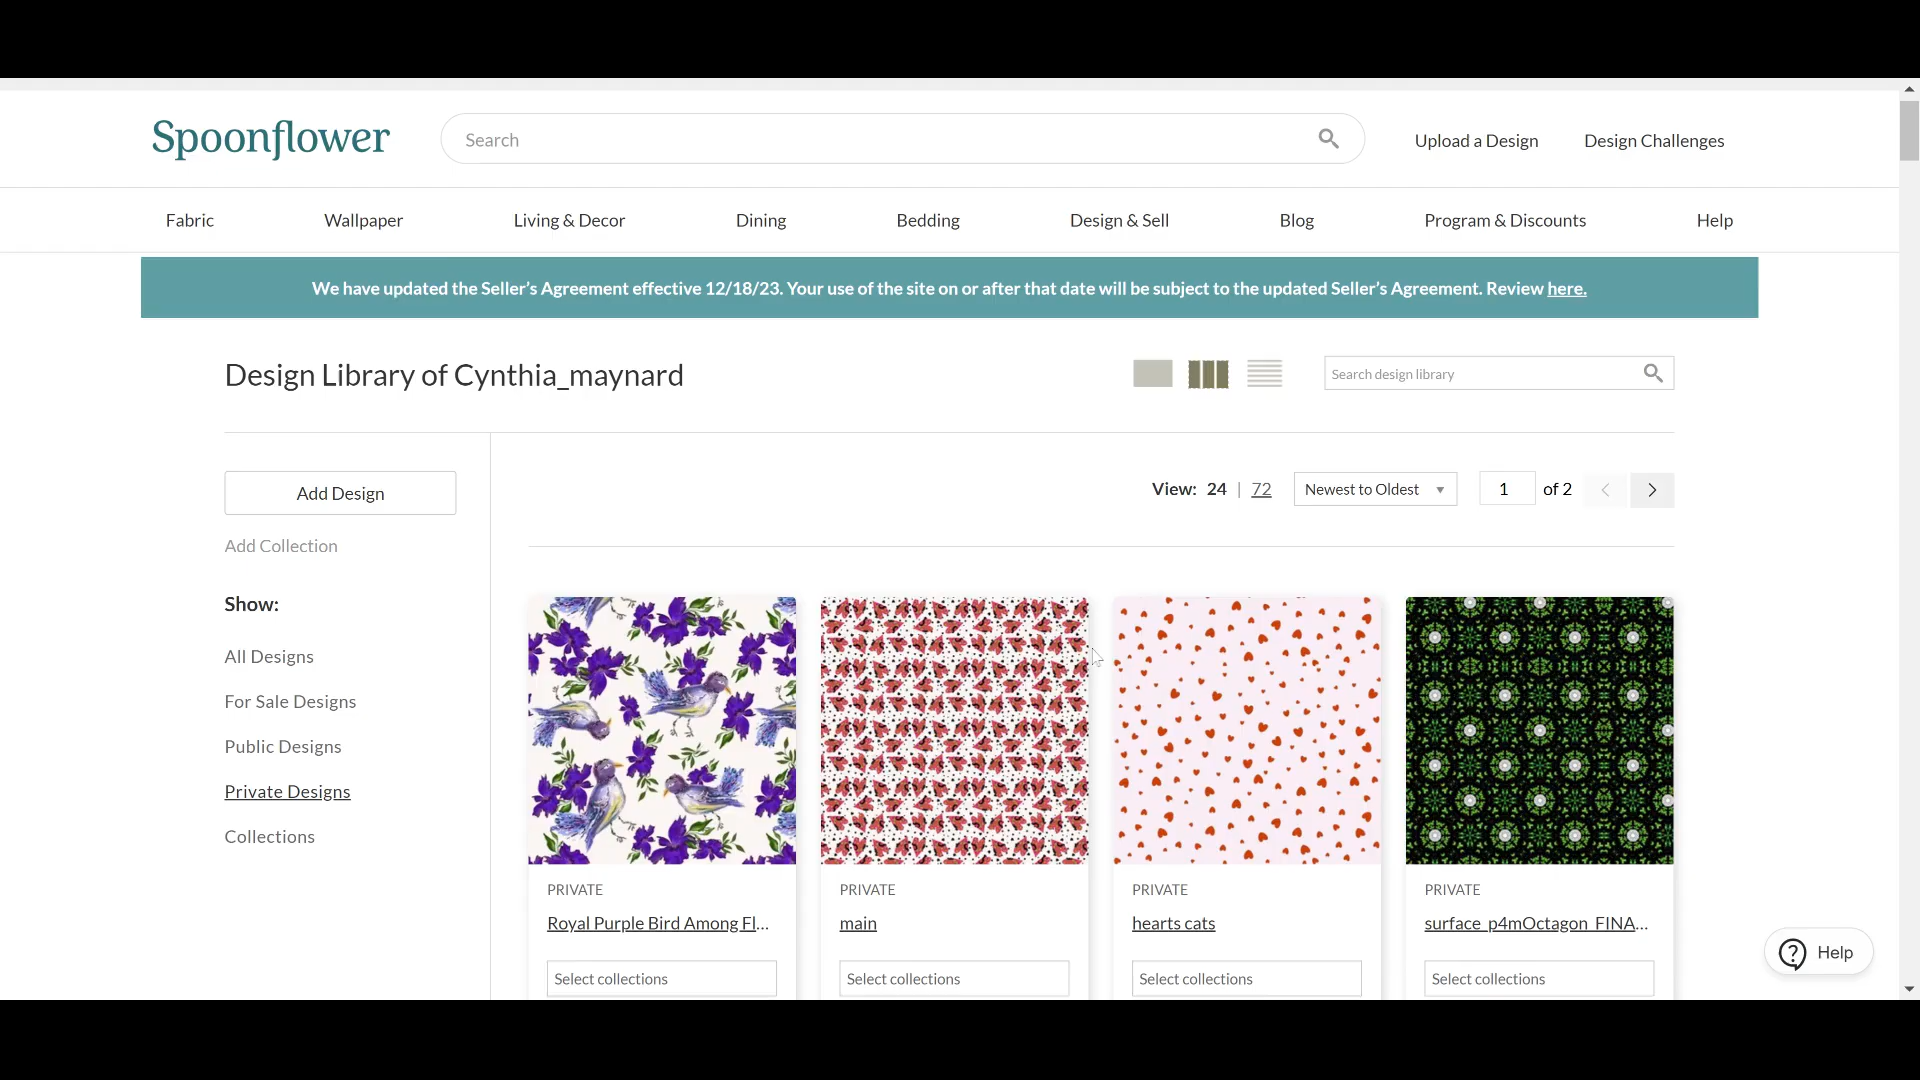 Spoonflower
Search
Upload a Design
Design Challenges
Fabric
Wallpaper
Living & Decor
Dining
Bedding
Design & Sell
Blog
Program & Discounts
Help
We have updated the Seller’s Agreement effective 12/18/23. Your use of the site on or after that date will be subject to the updated Seller’s Agreement. Review here.
Design Library of Cynthia_maynard
Search design library
Add Design
Add Collection
Show:
All Designs
For Sale Designs
Public Designs
Private Designs
Collections
View: 24 | 72
Newest to Oldest
1 of 2
PRIVATE
Royal Purple Bird Among Fl...
Select collections
PRIVATE
main
Select collections
PRIVATE
hearts cats
Select collections
PRIVATE
surface_p4mOctagon_FINA...
Select collections
Help